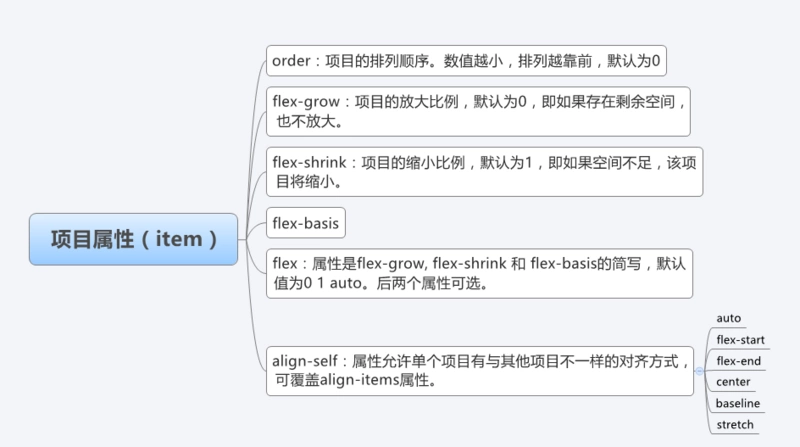 项目属性（item）
order：项目的排列顺序。数值越小，排列越靠前，默认为0
flex-grow：项目的放大比例，默认为0，即如果存在剩余空间，
也不放大。
flex-shrink：项目的缩小比例，默认为1，即如果空间不足，该项
目将缩小。
flex-basis
flex：属性是flex-grow, flex-shrink 和 flex-basis的简写，默认
值为0 1 auto。后两个属性可选。
align-self：属性允许单个项目有与其他项目不一样的对齐方式，
可覆盖align-items属性。
auto
flex-start
flex-end
center
baseline
stretch